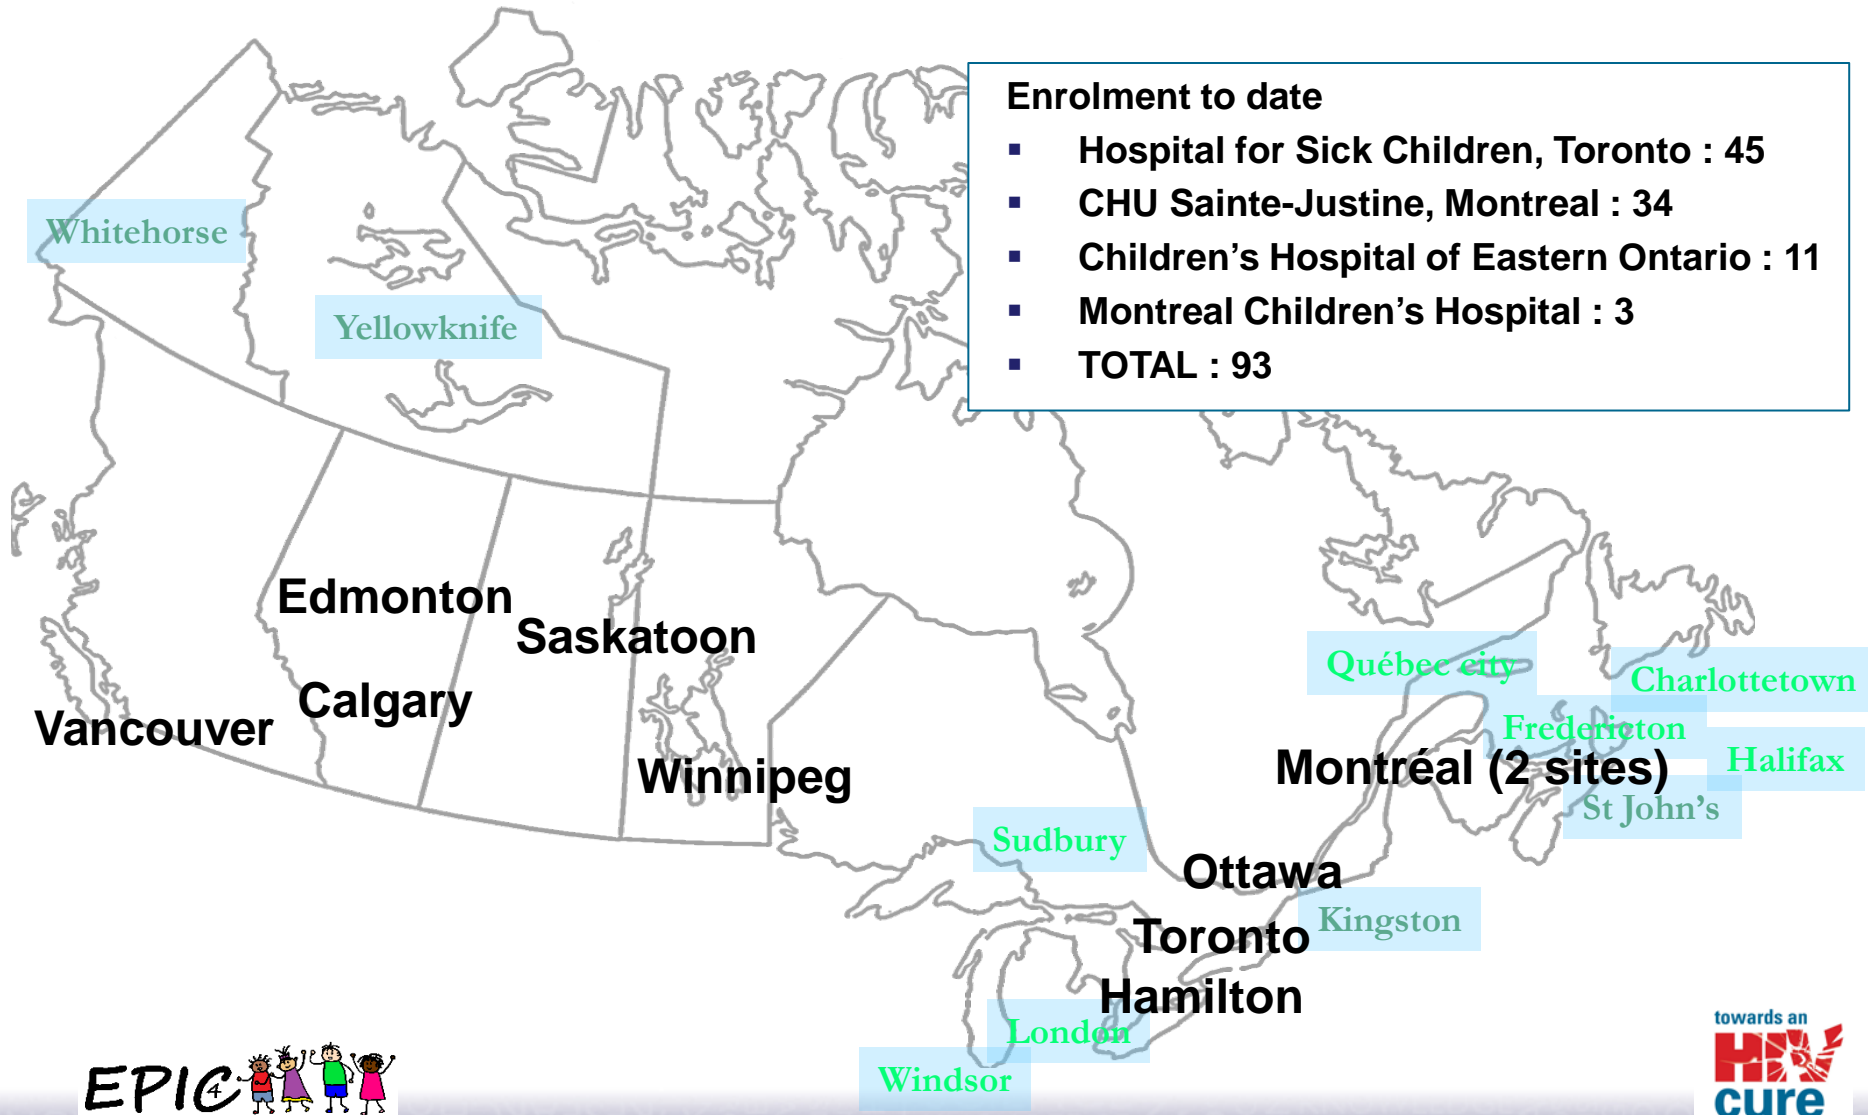 Enrolment to date
▪ Hospital for Sick Children, Toronto : 45
▪ CHU Sainte-Justine, Montreal : 34
▪ Children's Hospital of Eastern Ontario : 11
▪ Montreal Children's Hospital : 3
▪ TOTAL : 93
Whitehorse
Yellowknife
Edmonton
Saskatoon
Calgary
Vancouver
Winnipeg
Québec city
Charlottetown
Fredericton
Montréal (2 sites)
Halifax
St John's
Sudbury
Ottawa
Kingston
Toronto
Hamilton
London
Windsor
EPIC4
towards an
HIV
cure